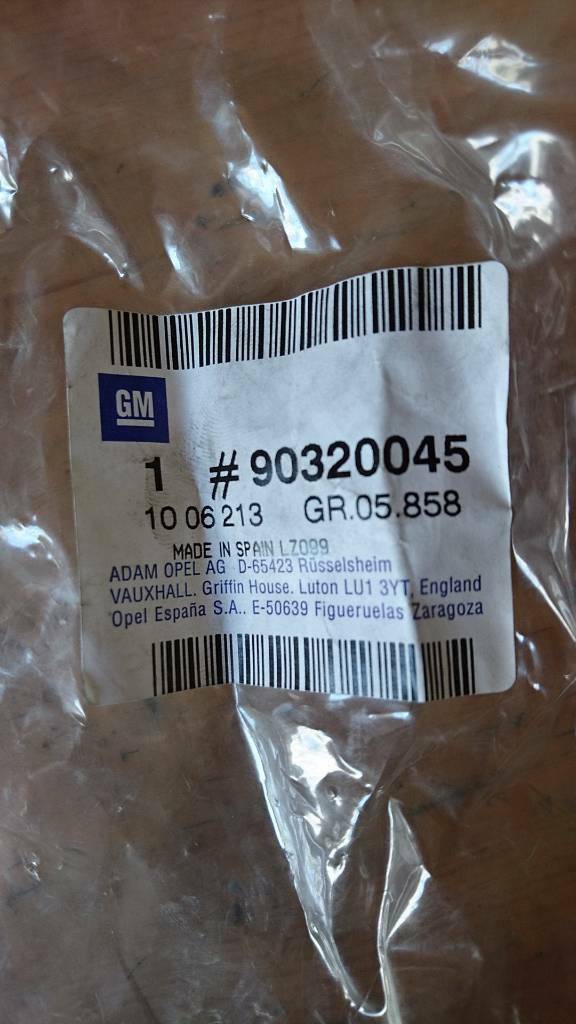 GM
1 #90320045
10 06 213 GR.05.858
MADE IN SPAIN LZ099
ADAM OPEL AG D-65423 Rüsselsheim
VAUXHALL. Griffin House. Luton LU1 3YT, England
Opel España S.A.. E-50639 Figueruelas Zaragoza